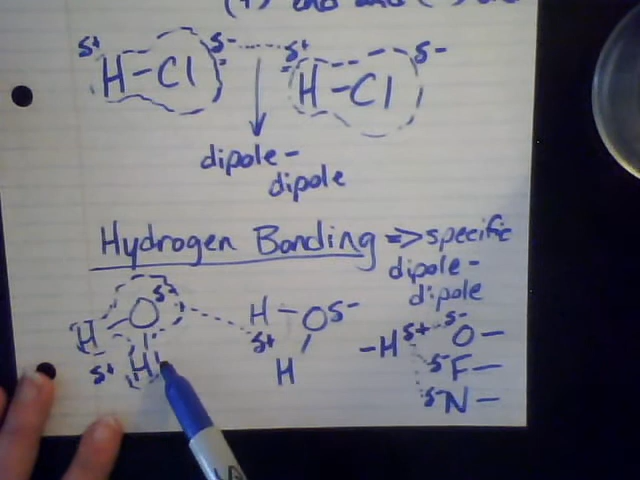 δ+ δ- δ+ δ-
H-Cl H-Cl
dipole-
dipole
Hydrogen Bonding => specific
dipole-
dipole
δ- H-O δ- δ-
O δ+ -H δ+ O-
H δ-F-
δ+ H H δ-N-